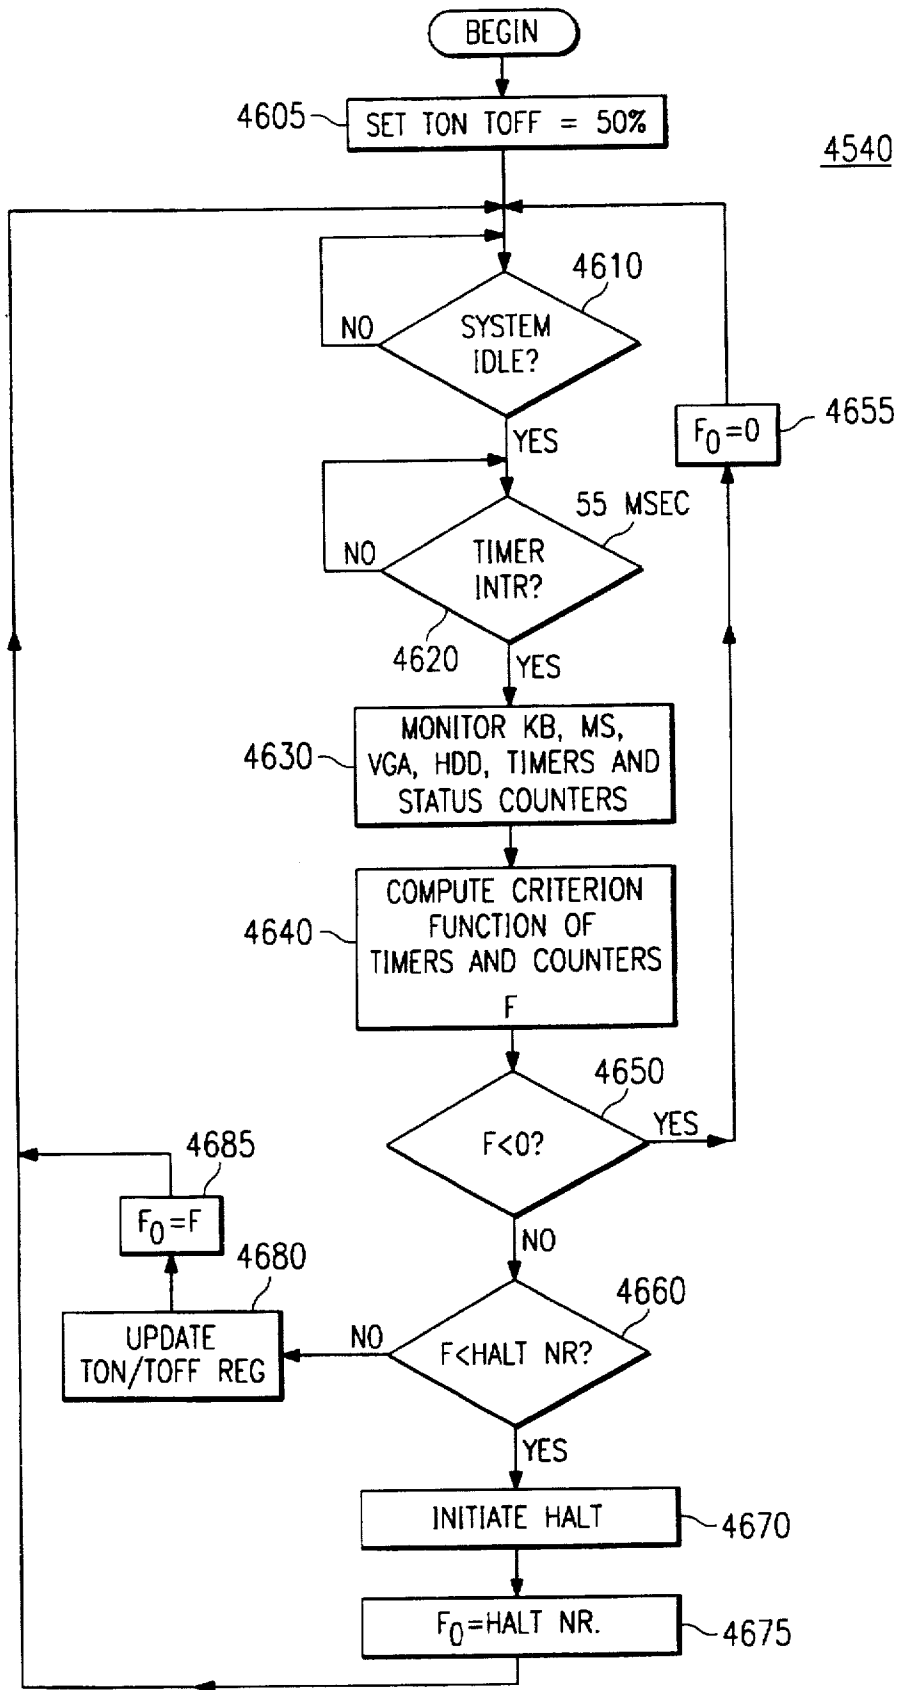 BEGIN
4605
SET TON TOFF = 50%
4540
4610
NO
SYSTEM
IDLE?
YES
F0=0
4655
55 MSEC
NO
TIMER
INTR?
4620
YES
4630
MONITOR KB, MS,
VGA, HDD, TIMERS AND
STATUS COUNTERS
4640
COMPUTE CRITERION
FUNCTION OF
TIMERS AND COUNTERS
F
4650
F<0?
YES
4685
F0=F
NO
4680
4660
UPDATE
TON/TOFF REG
NO
F<HALT NR?
YES
INITIATE HALT
4670
F0=HALT NR.
4675